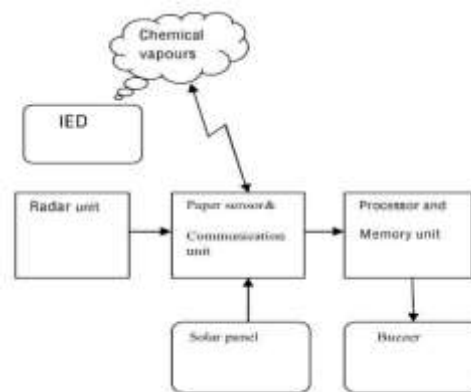 Chemical
vapours
IED
Radar unit
Paper sensor&
Communication
unit
Processor and
Memory unit
Solar panel
Buzzer